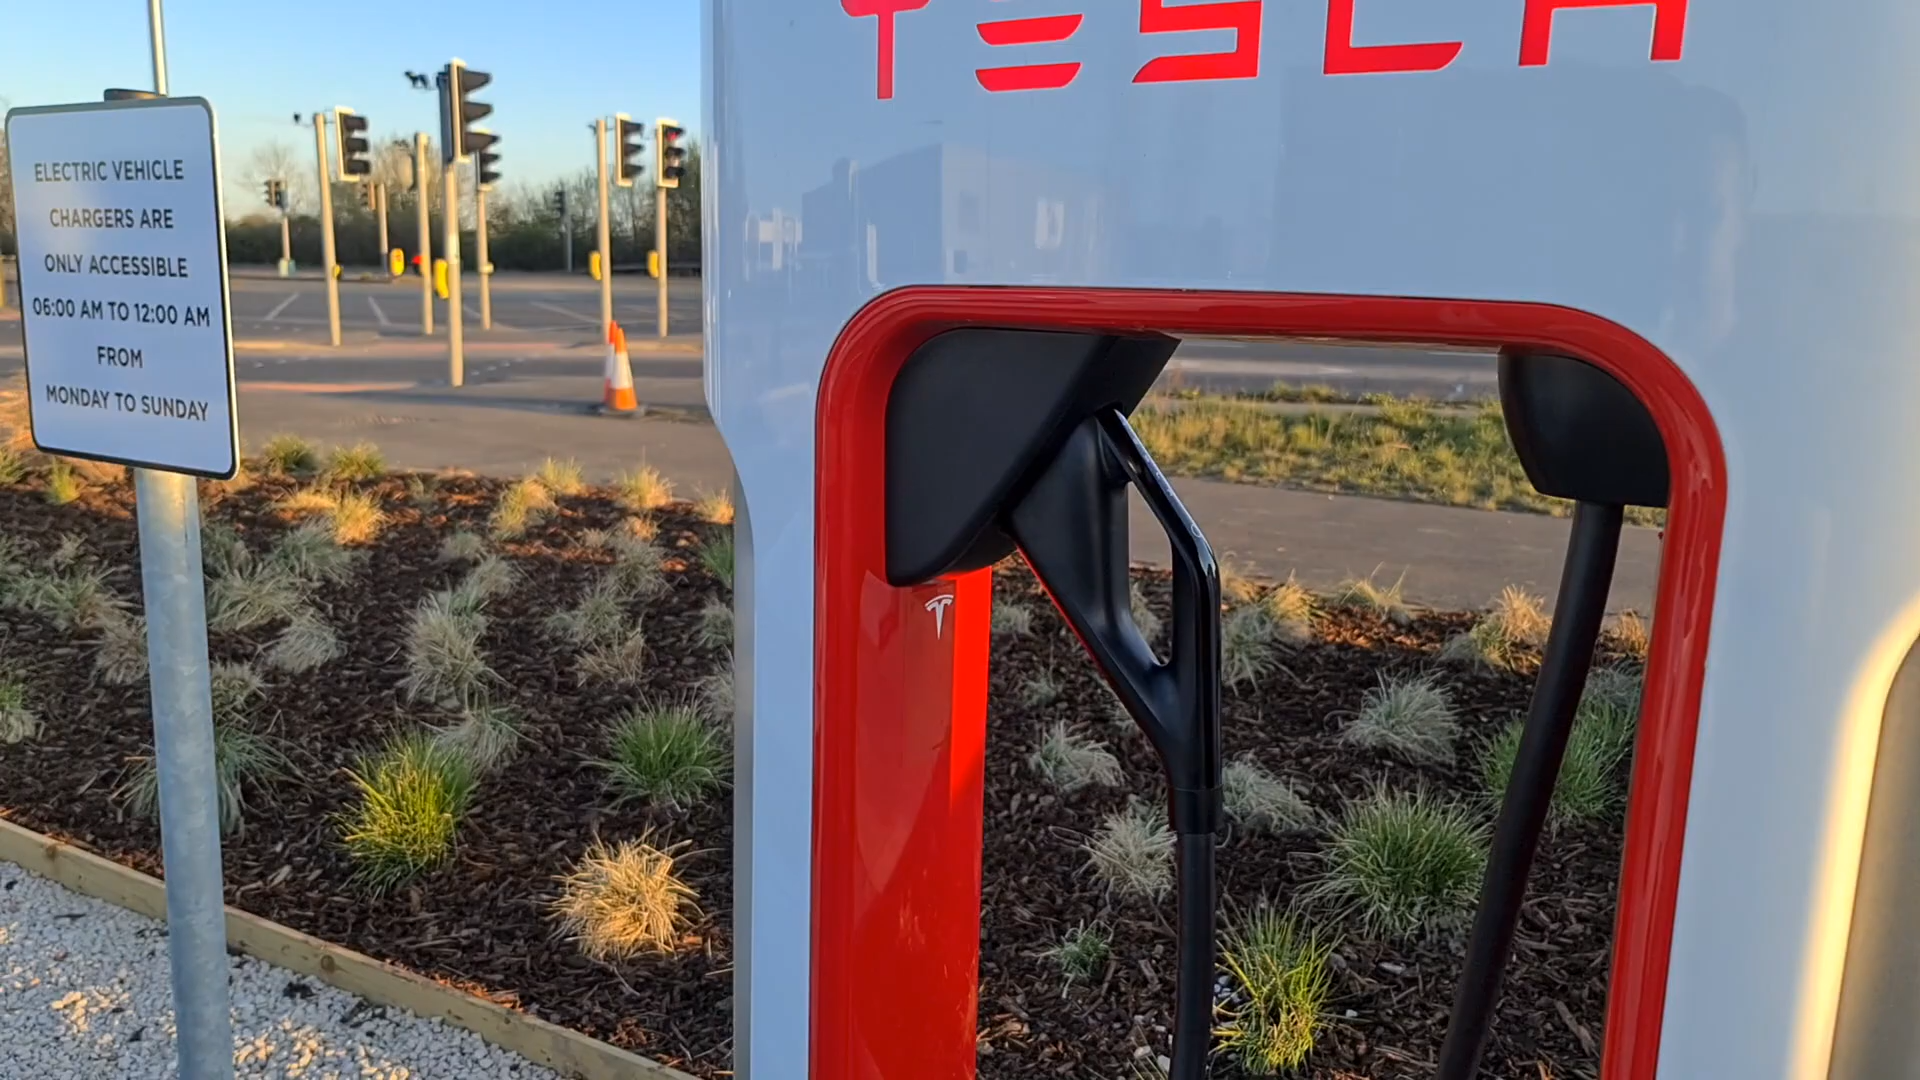 ELECTRIC VEHICLE
CHARGERS ARE
ONLY ACCESSIBLE
06:00 AM TO 12:00 AM
FROM
MONDAY TO SUNDAY
TESLA